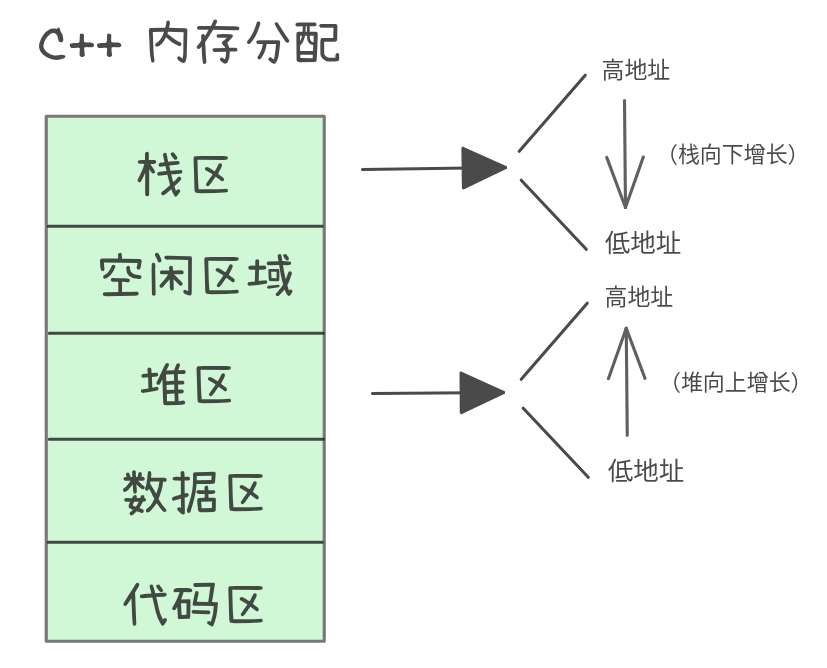 C++ 内存分配
栈区
空闲区域
堆区
数据区
代码区
高地址
（栈向下增长）
低地址
高地址
（堆向上增长）
低地址